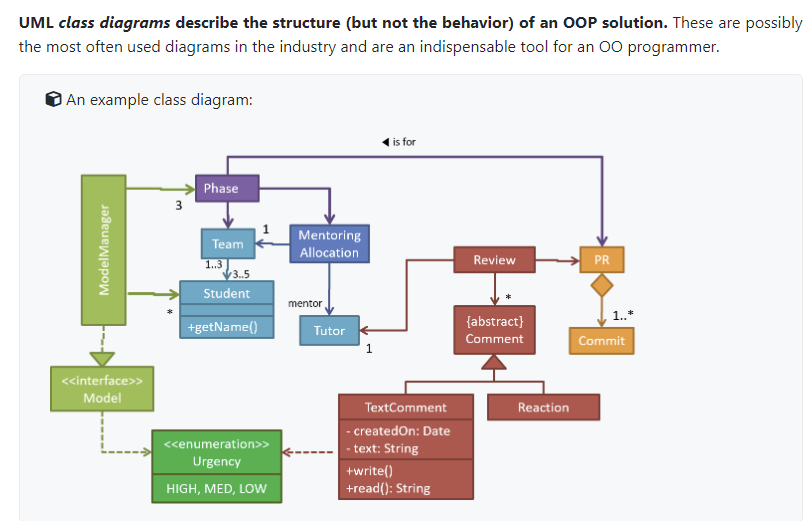 UML class diagrams describe the structure (but not the behavior) of an OOP solution. These are possibly
the most often used diagrams in the industry and are an indispensable tool for an OO programmer.
An example class diagram:
◀ is for
Phase
3
ModelManager
1
Mentoring
Allocation
Team
1..3
3..5
Student
+getName()
*
mentor
Tutor
1
Review
PR
*
{abstract}
Comment
1..*
Commit
<<interface>>
Model
TextComment
- createdOn: Date
- text: String
+write()
+read(): String
Reaction
<<enumeration>>
Urgency
HIGH, MED, LOW